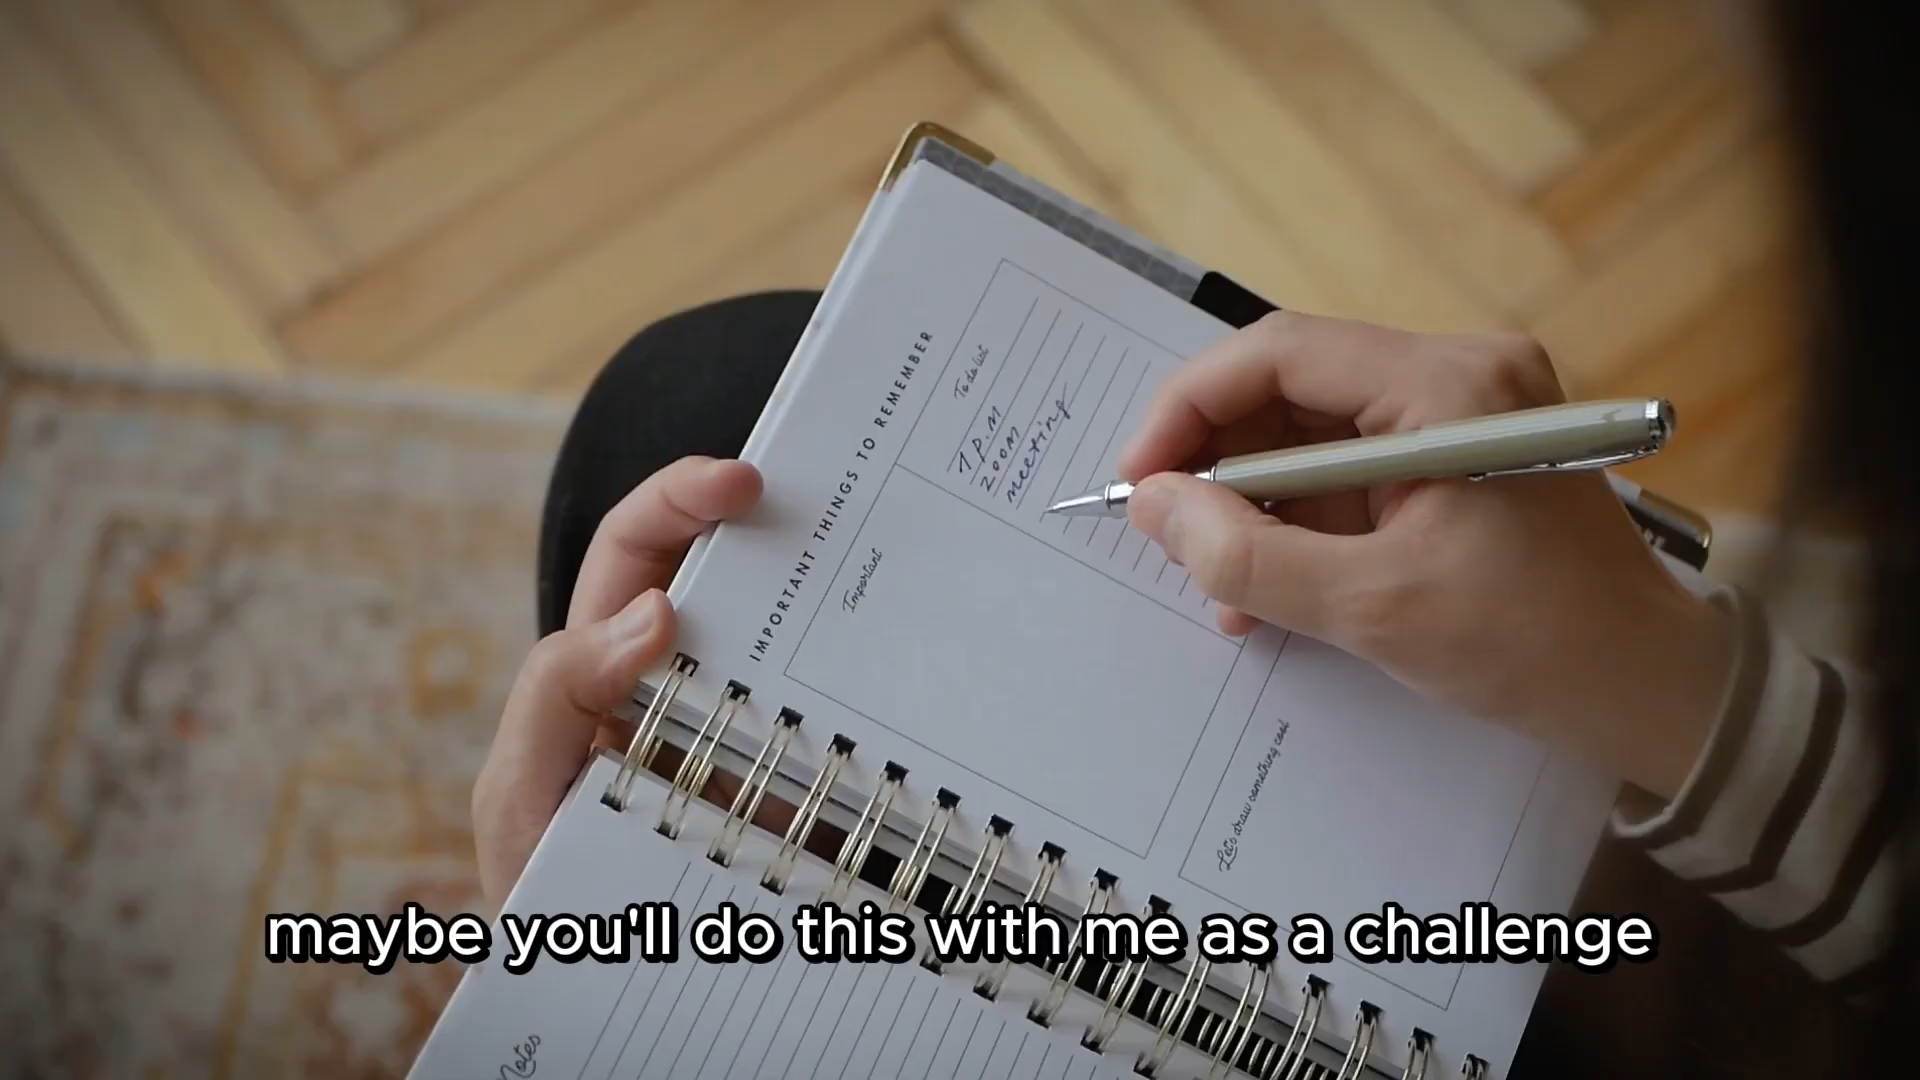 IMPORTANT THINGS TO REMEMBER
To do list
1 P.M
ZOOM
meeting
Important
Let's draw something cool
Notes
maybe you'll do this with me as a challenge